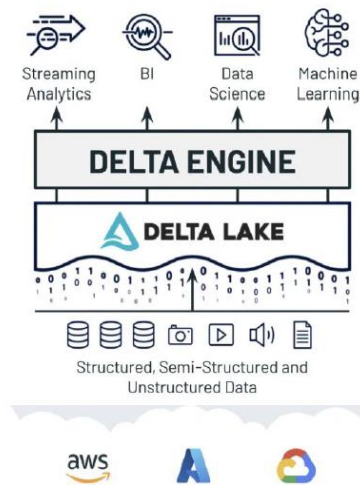 Streaming
Analytics
BI
Data
Science
Machine
Learning
DELTA ENGINE
DELTA LAKE
Structured, Semi-Structured and
Unstructured Data
aws